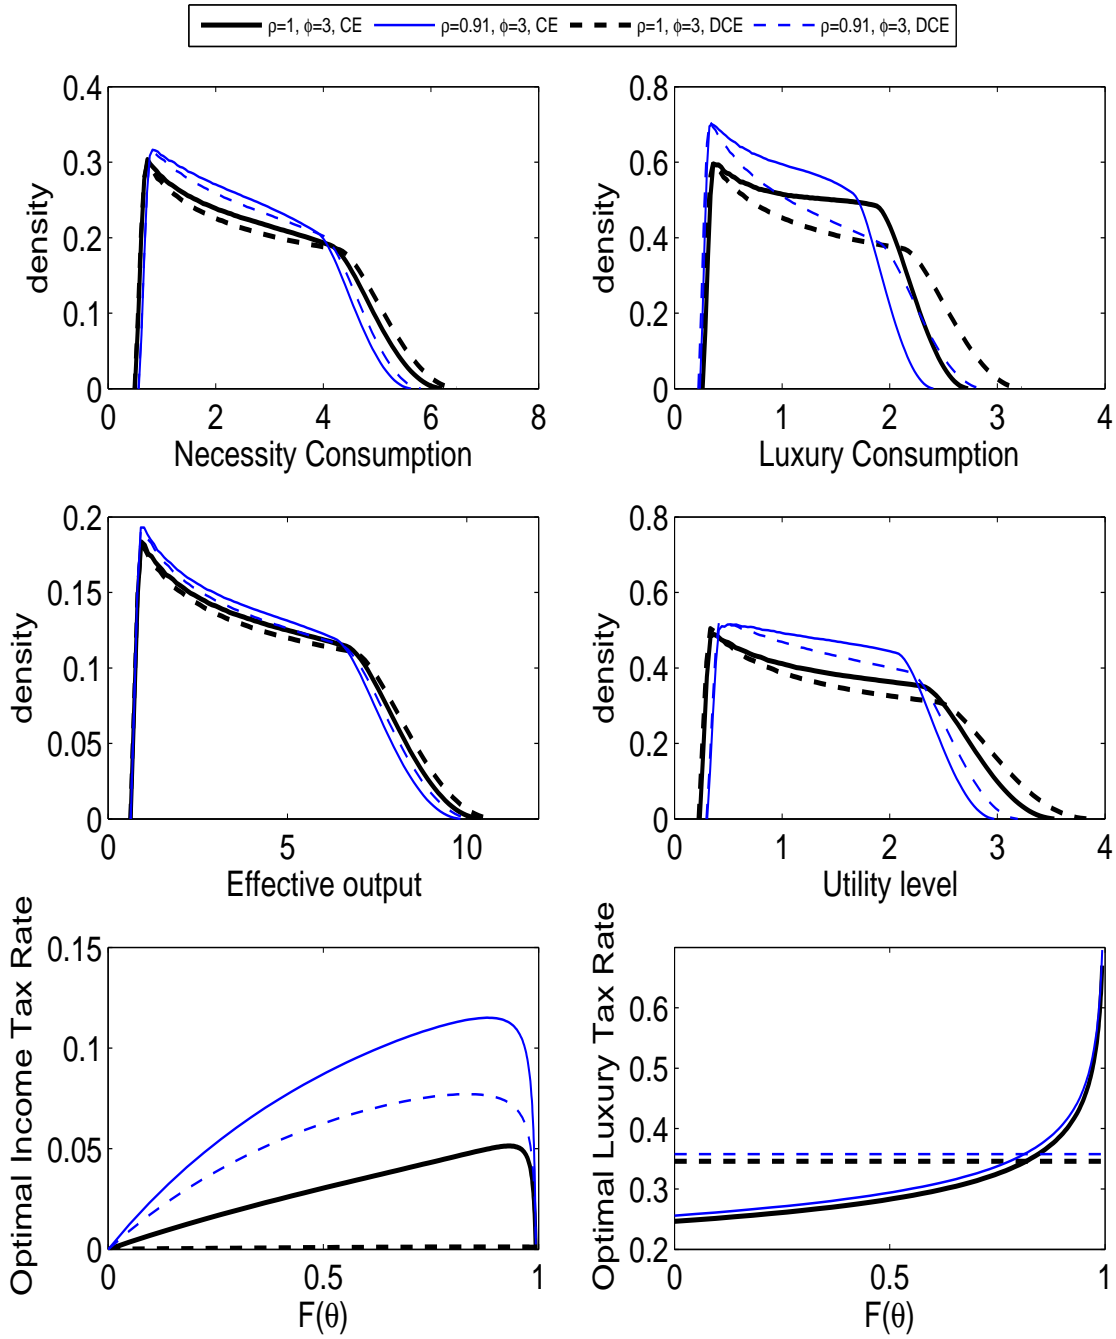 ρ=1, ϕ=3, CE ρ=0.91, ϕ=3, CE ρ=1, ϕ=3, DCE ρ=0.91, ϕ=3, DCE
0.4
0.3
0.2
0.1
0
density
0 2 4 6 8
Necessity Consumption
0.8
0.6
0.4
0.2
0
density
0 1 2 3 4
Luxury Consumption
0.2
0.15
0.1
0.05
0
density
0 5 10
Effective output
0.8
0.6
0.4
0.2
0
density
0 1 2 3 4
Utility level
0.15
0.1
0.05
0
Optimal Income Tax Rate
0 0.5 1
F(θ)
0.6
0.5
0.4
0.3
0.2
Optimal Luxury Tax Rate
0 0.5 1
F(θ)